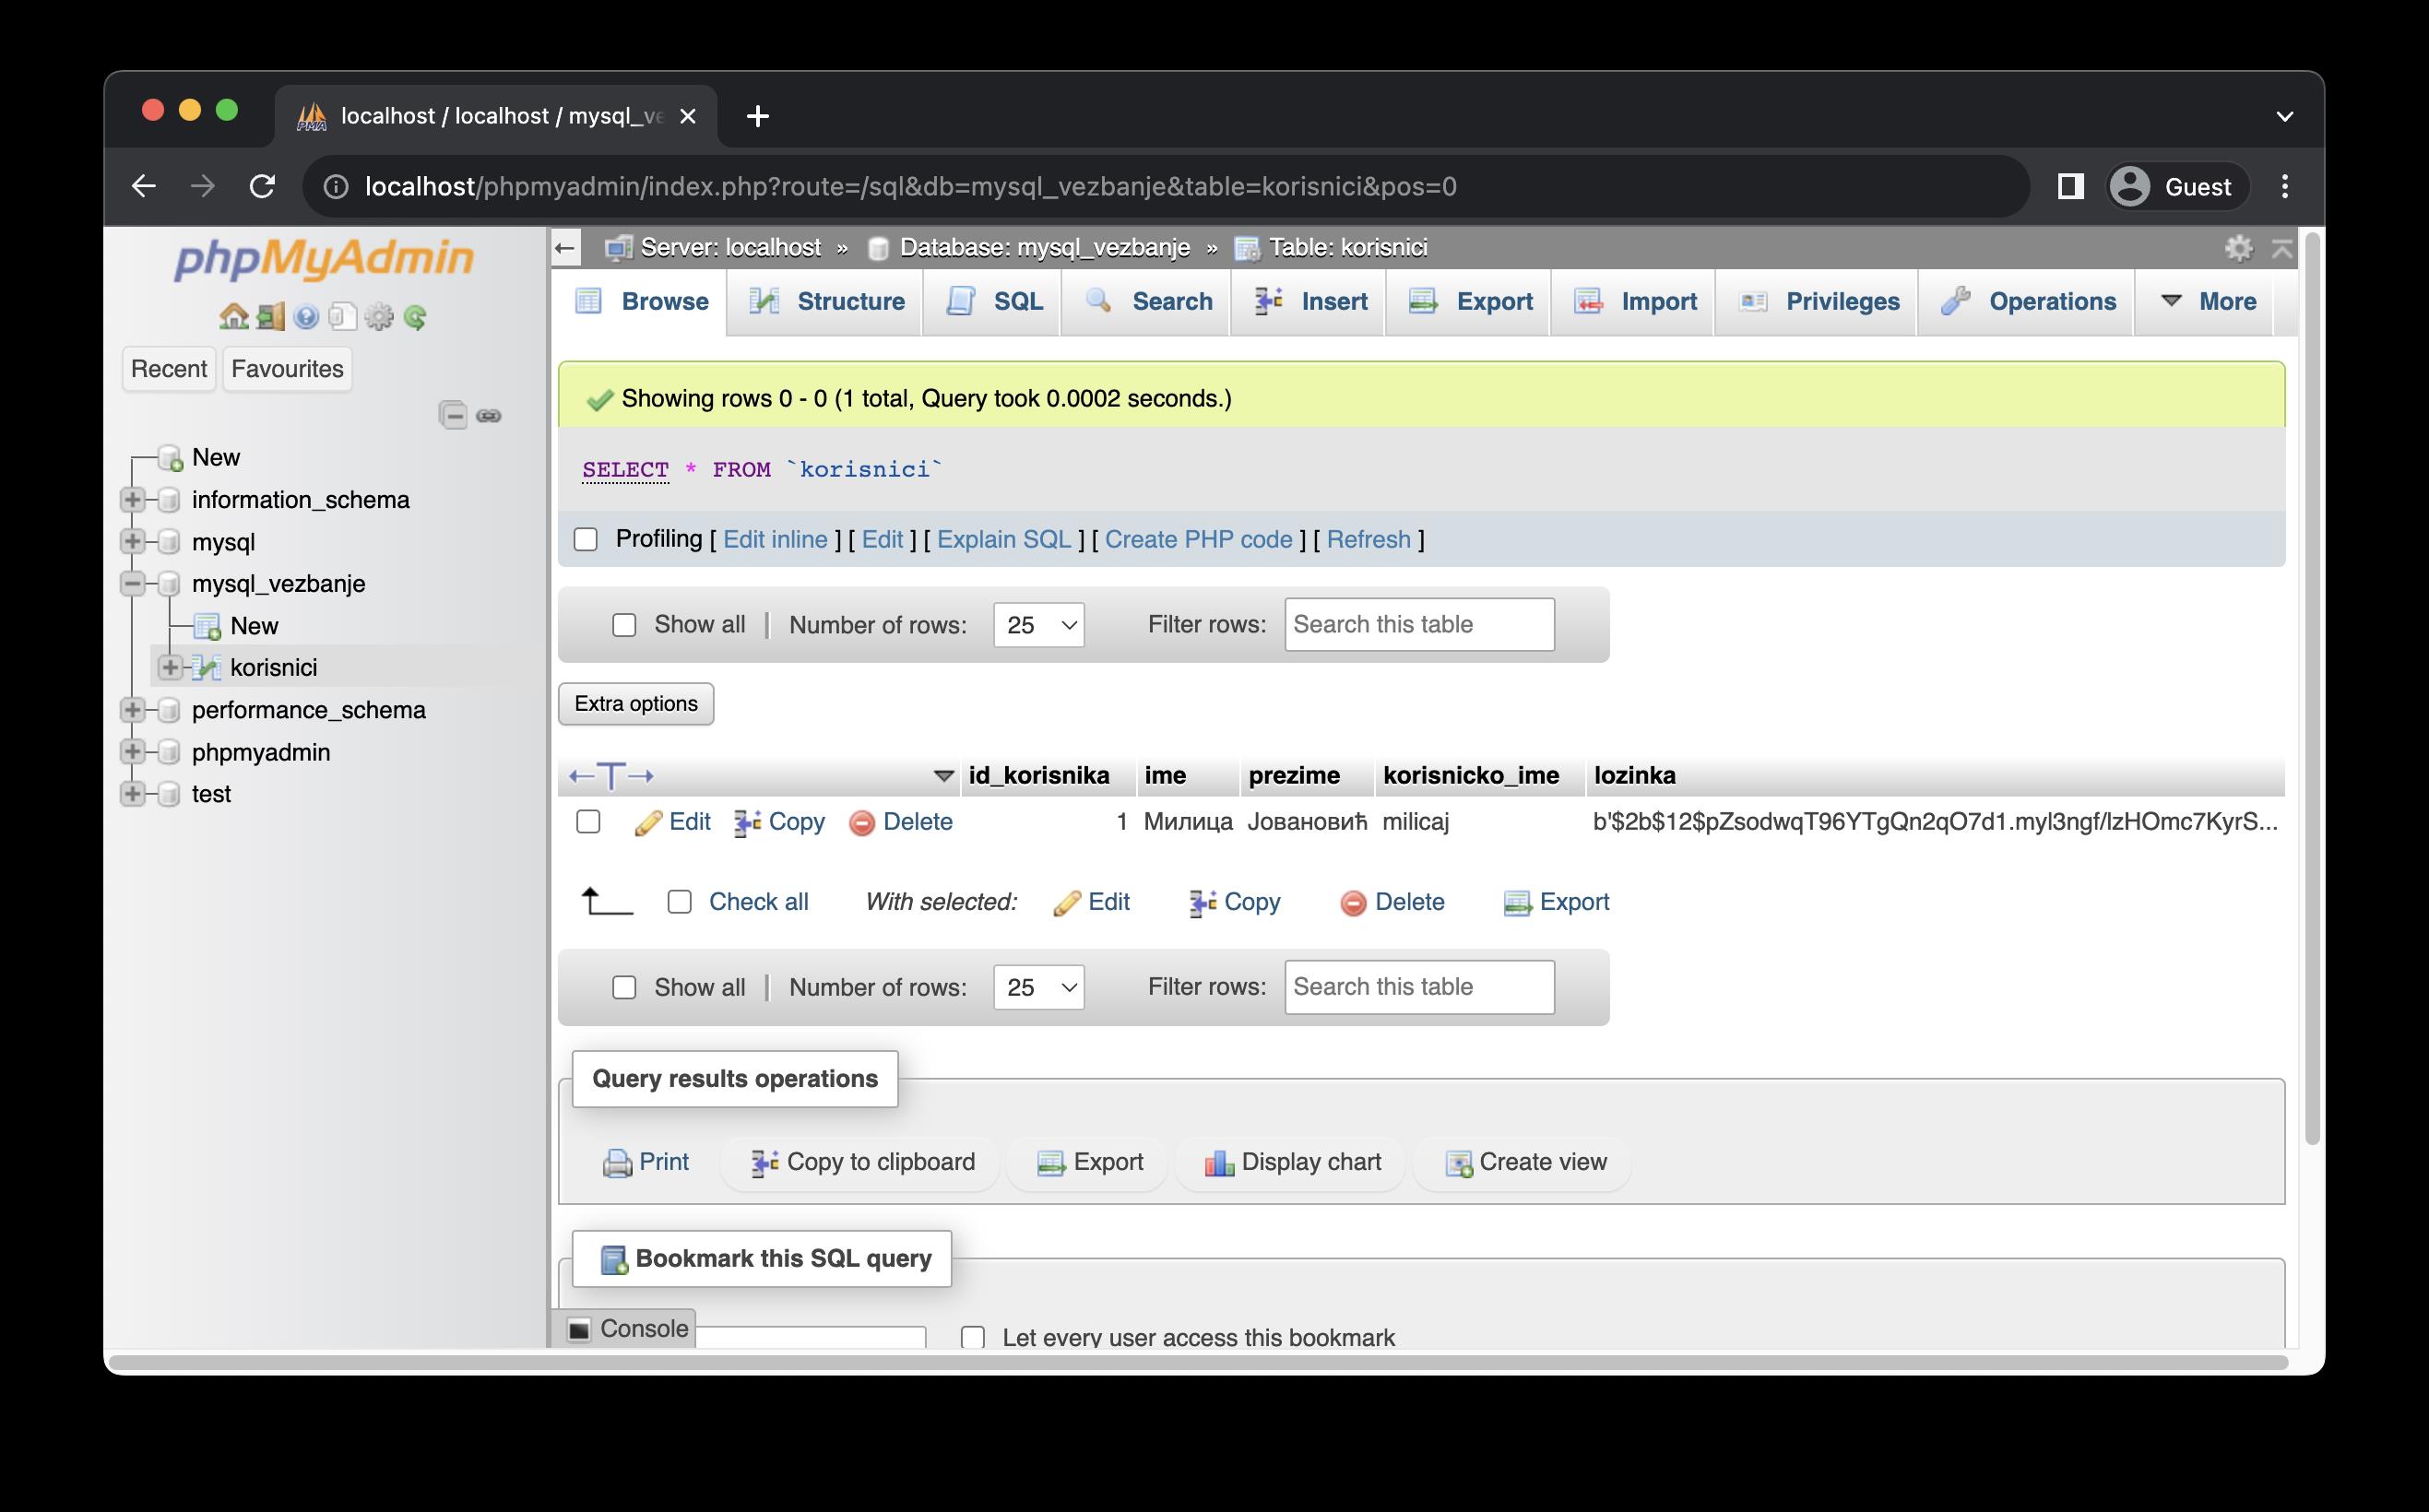 localhost / localhost / mysql_ve
localhost/phpmyadmin/index.php?route=/sql&db=mysql_vezbanje&table=korisnici&pos=0
Guest
phpMyAdmin
Recent
Favourites
New
information_schema
mysql
mysql_vezbanje
New
korisnici
performance_schema
phpmyadmin
test
Server: localhost » Database: mysql_vezbanje » Table: korisnici
Browse Structure SQL Search Insert Export Import Privileges Operations More
Showing rows 0 - 0 (1 total, Query took 0.0002 seconds.)
SELECT * FROM `korisnici`
Profiling [ Edit inline ] [ Edit ] [ Explain SQL ] [ Create PHP code ] [ Refresh ]
Show all | Number of rows: 25 Filter rows: Search this table
Extra options
←T→ id_korisnika ime prezime korisnicko_ime lozinka
Edit Copy Delete 1 Милица Јовановић milicaj b'$2b$12$pZsodwqT96YTgQn2qO7d1.myl3ngf/lzHOmc7KyrS...
Check all With selected: Edit Copy Delete Export
Show all | Number of rows: 25 Filter rows: Search this table
Query results operations
Print Copy to clipboard Export Display chart Create view
Bookmark this SQL query
Console
Let every user access this bookmark